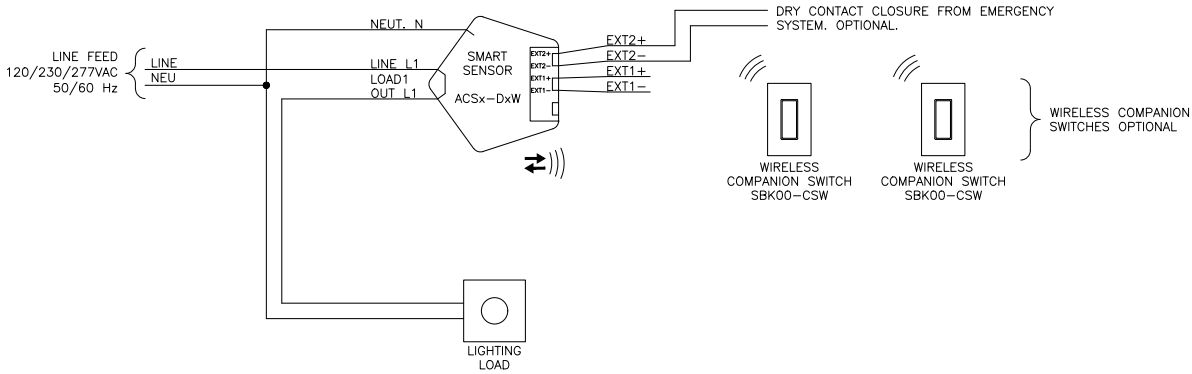 DRY CONTACT CLOSURE FROM EMERGENCY
SYSTEM. OPTIONAL.
NEUT. N
LINE FEED
120/230/277VAC
50/60 Hz
LINE
NEU
LINE L1
LOAD1
OUT L1
SMART
SENSOR
ACSx-DxW
EXT2+
EXT2-
EXT1+
EXT1-
EXT2+
EXT2-
EXT1+
EXT1-
WIRELESS
COMPANION SWITCH
SBK00-CSW
WIRELESS
COMPANION SWITCH
SBK00-CSW
WIRELESS COMPANION
SWITCHES OPTIONAL
LIGHTING
LOAD